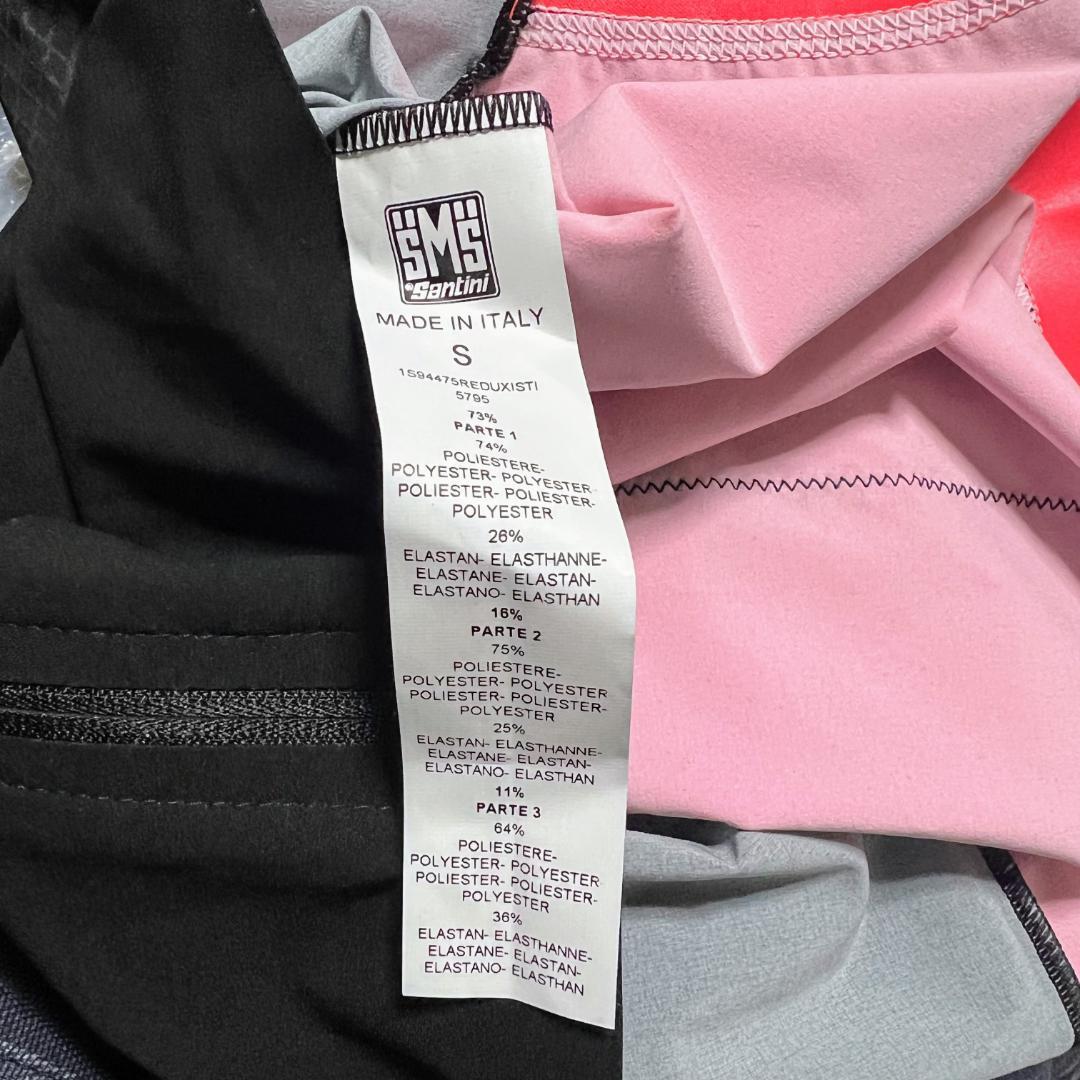 SMS
Santini
MADE IN ITALY
S
1S94475REDUXISTI
5795
73%
PARTE 1
74%
POLIESTERE-
POLYESTER- POLYESTER-
POLIESTER- POLIESTER-
POLYESTER
26%
ELASTAN- ELASTHANNE-
ELASTANE- ELASTAN-
ELASTANO- ELASTHAN
16%
PARTE 2
75%
POLIESTERE-
POLYESTER- POLYESTER
POLIESTER- POLIESTER-
POLYESTER
25%
ELASTAN- ELASTHANNE-
ELASTANE- ELASTAN-
ELASTANO- ELASTHAN
11%
PARTE 3
64%
POLIESTERE-
POLYESTER- POLYESTER-
POLIESTER- POLIESTER-
POLYESTER
36%
ELASTAN- ELASTHANNE-
ELASTANE- ELASTAN-
ELASTANO- ELASTHAN